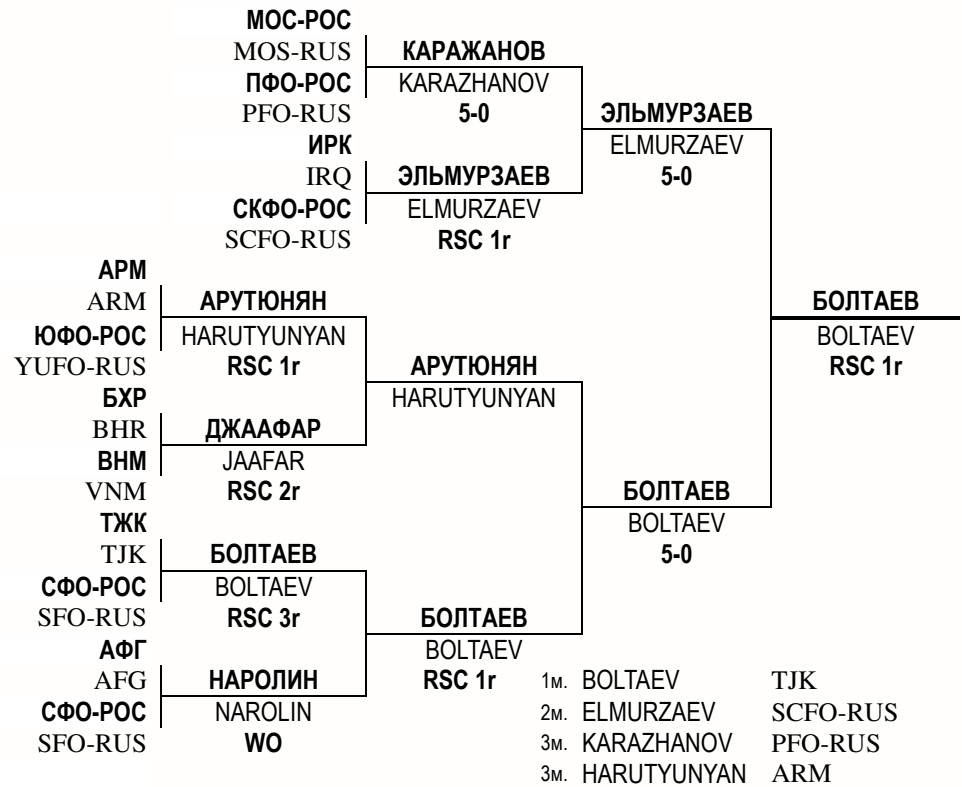 МОС-РОС
MOS-RUS
КАРАЖАНОВ
ПФО-РОС
KARAZHANOV
PFO-RUS
5-0
ЭЛЬМУРЗАЕВ
ИРК
ELMURZAEV
IRQ
ЭЛЬМУРЗАЕВ
5-0
СКФО-РОС
ELMURZAEV
SCFO-RUS
RSC 1r
АРМ
ARM
АРУТЮНЯН
БОЛТАЕВ
ЮФО-РОС
HARUTYUNYAN
BOLTAEV
YUFO-RUS
RSC 1r
АРУТЮНЯН
RSC 1r
БХР
HARUTYUNYAN
BHR
ДЖААФАР
ВНМ
JAAFAR
VNM
RSC 2r
БОЛТАЕВ
ТЖК
BOLTAEV
TJK
БОЛТАЕВ
5-0
СФО-РОС
BOLTAEV
SFO-RUS
RSC 3r
БОЛТАЕВ
АФГ
BOLTAEV
AFG
НАРОЛИН
RSC 1r
1м. BOLTAEV TJK
СФО-РОС
NAROLIN
2м. ELMURZAEV SCFO-RUS
SFO-RUS
WO
3м. KARAZHANOV PFO-RUS
3м. HARUTYUNYAN ARM